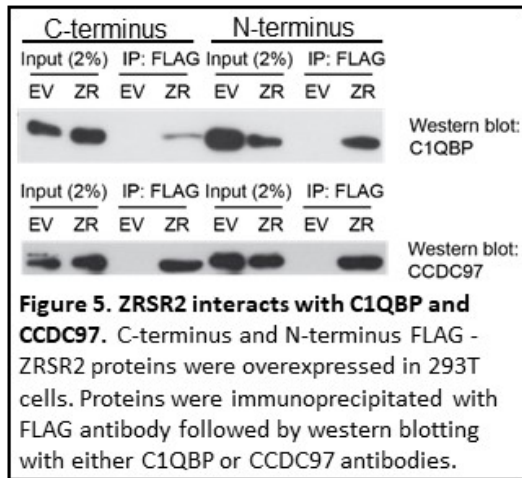 C-terminus N-terminus
Input (2%) IP: FLAG Input (2%) IP: FLAG
EV ZR EV ZR EV ZR EV ZR
Western blot:
C1QBP
Input (2%) IP: FLAG Input (2%) IP: FLAG
EV ZR EV ZR EV ZR EV ZR
Western blot:
CCDC97
Figure 5. ZRSR2 interacts with C1QBP and
CCDC97. C-terminus and N-terminus FLAG -
ZRSR2 proteins were overexpressed in 293T
cells. Proteins were immunoprecipitated with
FLAG antibody followed by western blotting
with either C1QBP or CCDC97 antibodies.